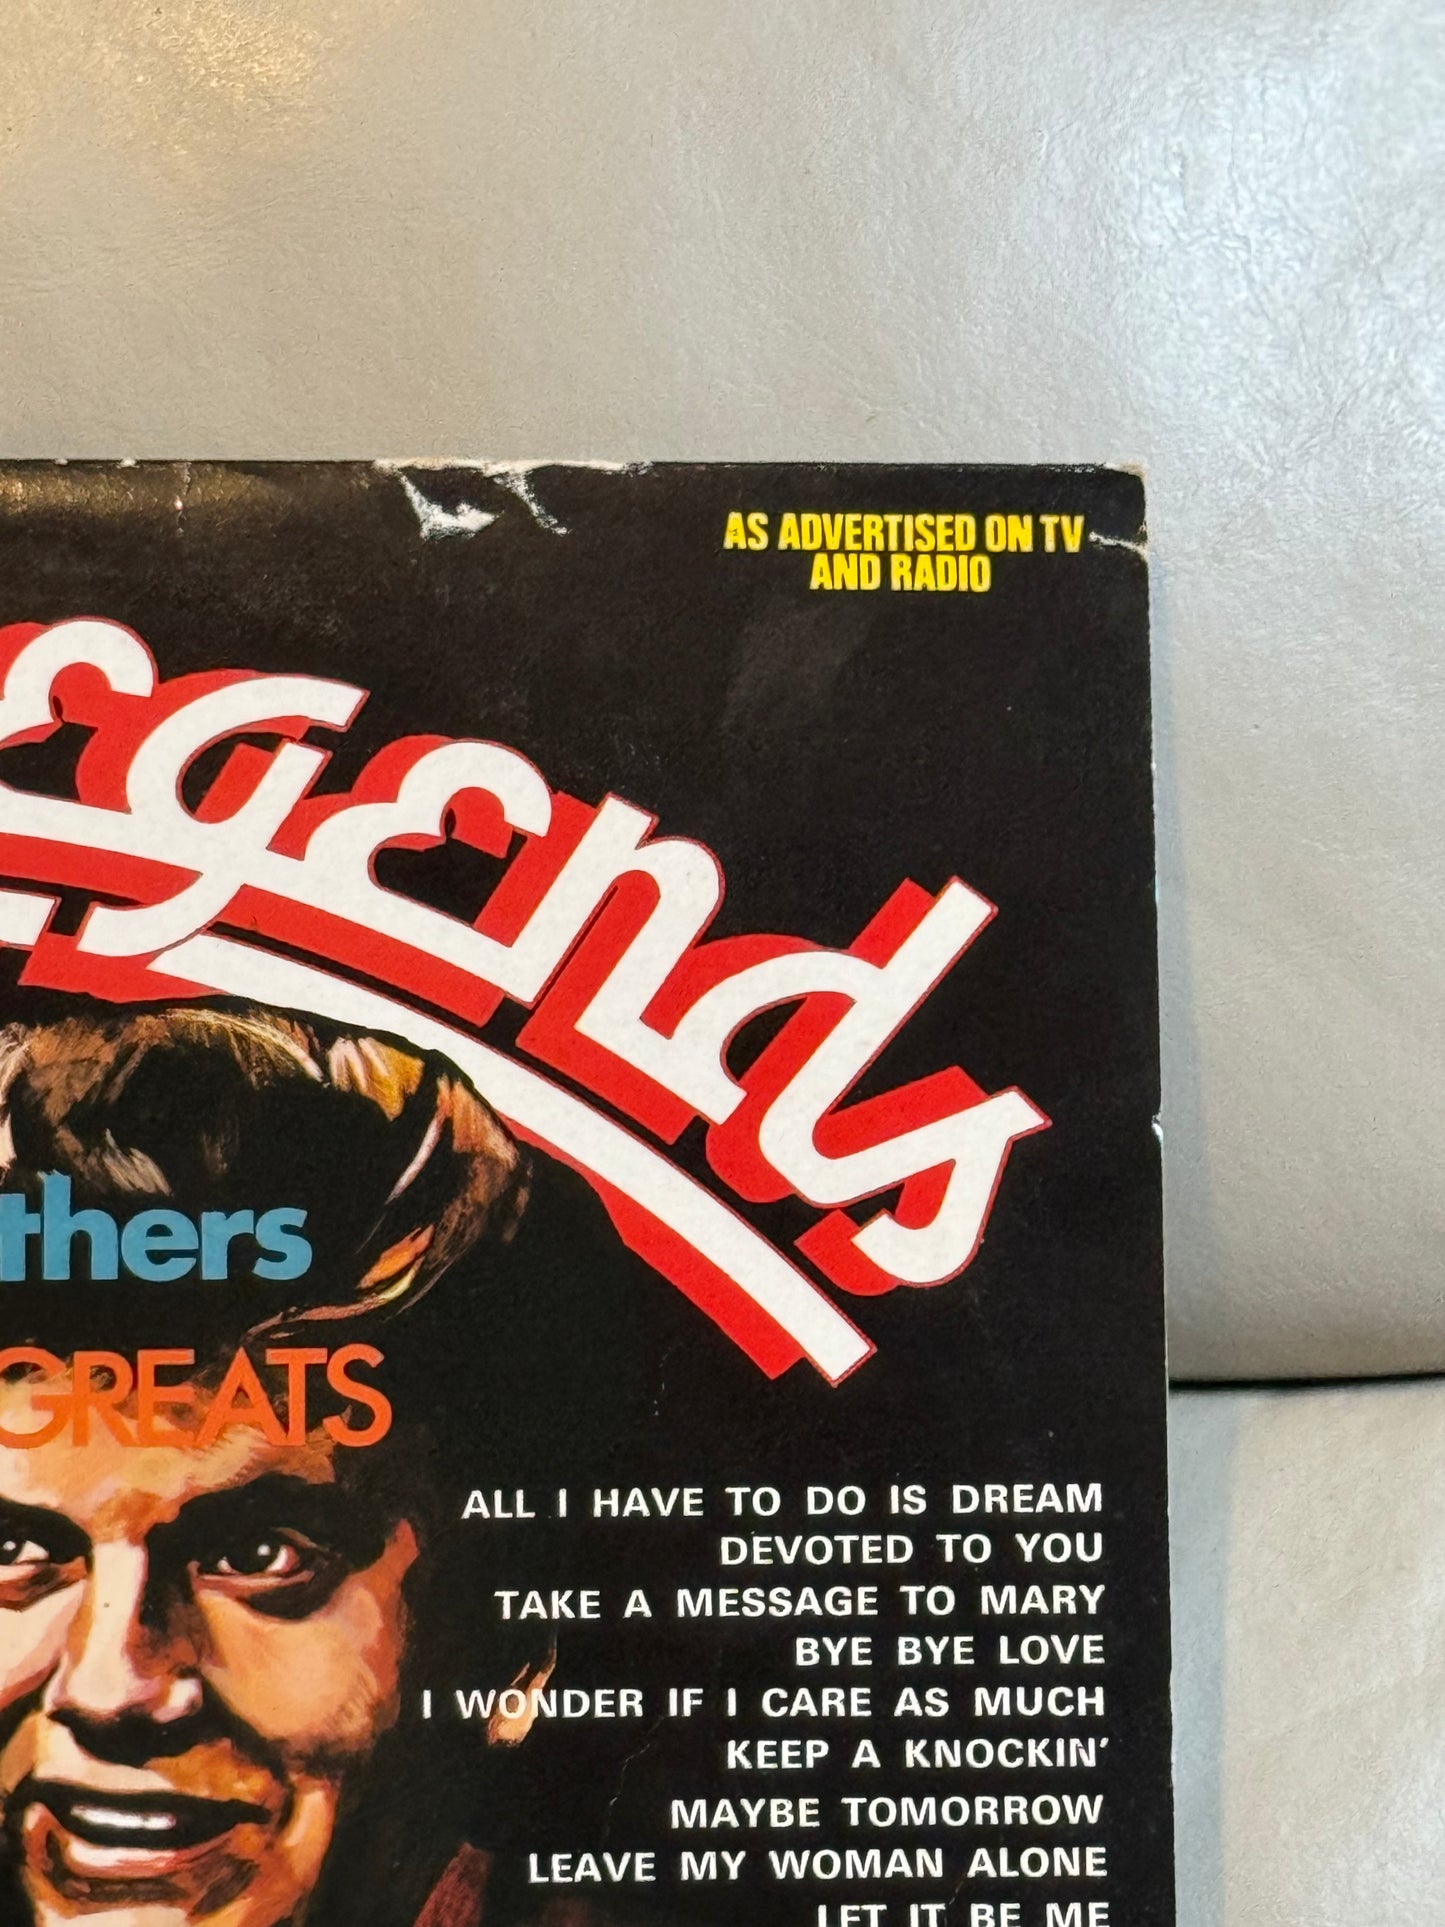 AS ADVERTISED ON TV
AND RADIO
egends
thers
GREATS
ALL I HAVE TO DO IS DREAM
DEVOTED TO YOU
TAKE A MESSAGE TO MARY
BYE BYE LOVE
I WONDER IF I CARE AS MUCH
KEEP A KNOCKIN'
MAYBE TOMORROW
LEAVE MY WOMAN ALONE
LET IT BE ME